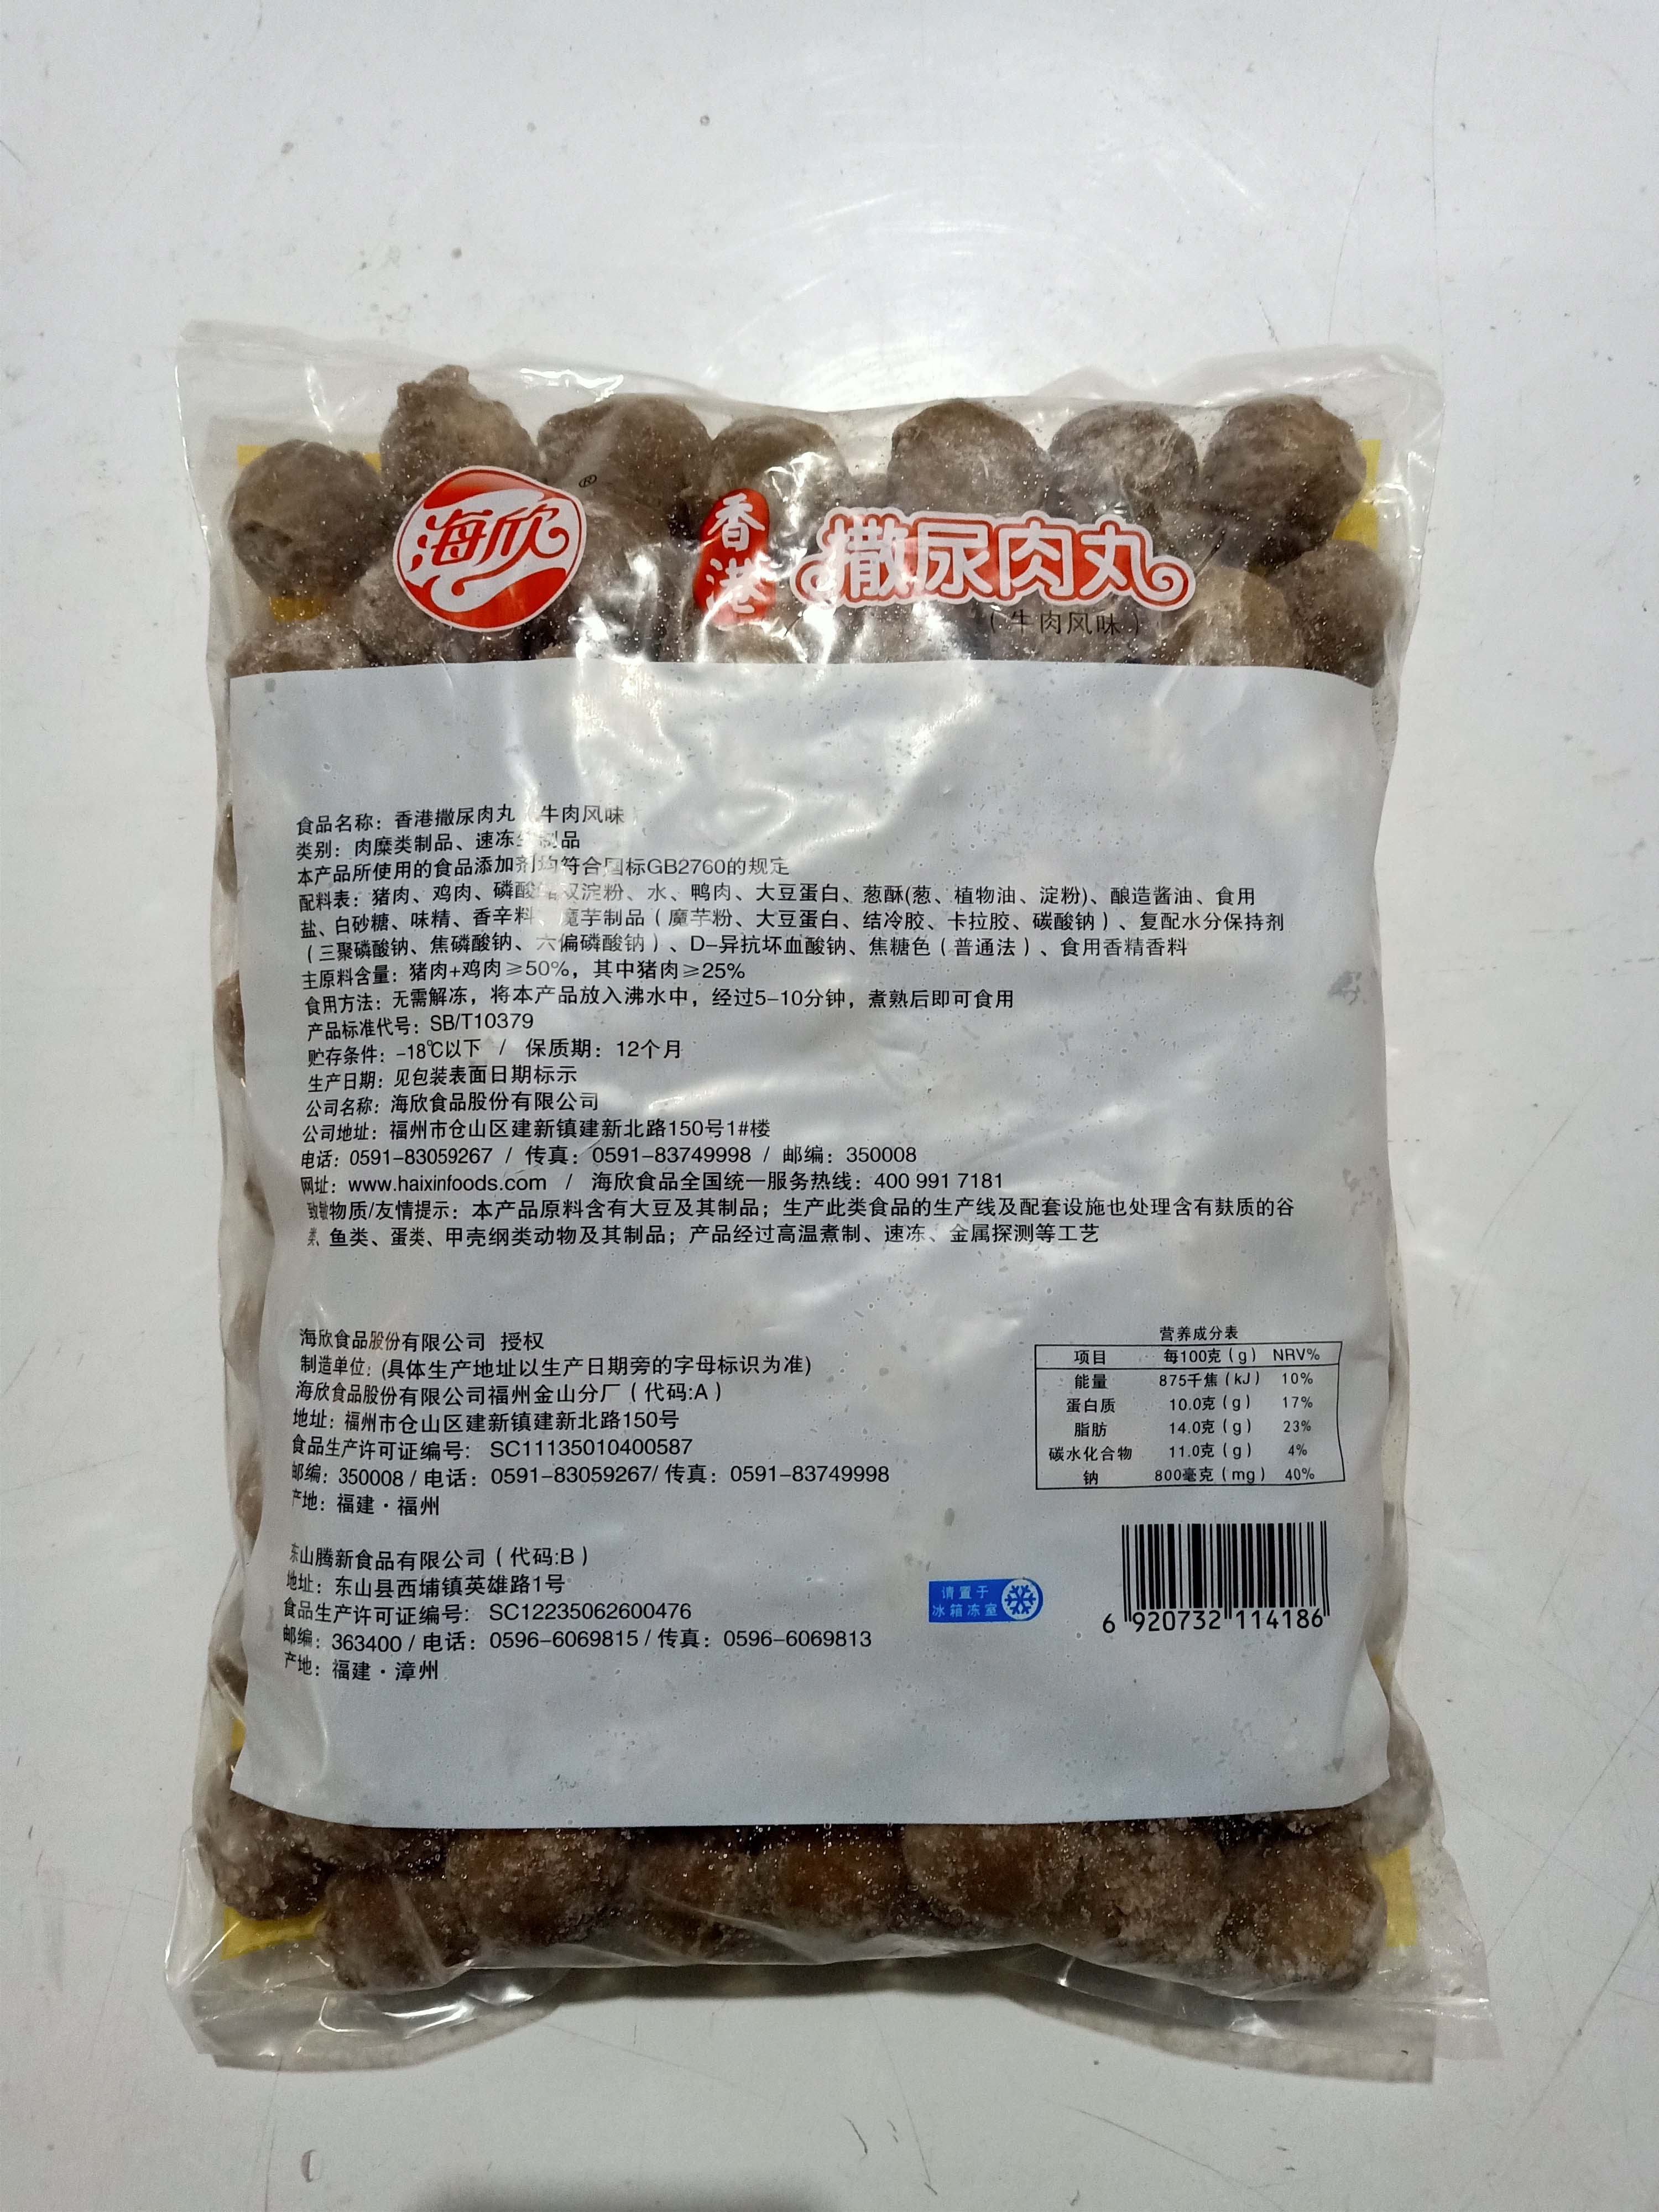 海欣
®
香港
撒尿肉丸
(牛肉风味)
食品名称：香港撒尿肉丸（牛肉风味）
类别：肉糜类制品、速冻生制品
本产品所使用的食品添加剂均符合国标GB2760的规定
配料表：猪肉、鸡肉、磷酸酯双淀粉、水、鸭肉、大豆蛋白、葱酥(葱、植物油、淀粉)、酿造酱油、食用
盐、白砂糖、味精、香辛料、魔芋制品（魔芋粉、大豆蛋白、结冷胶、卡拉胶、碳酸钠）、复配水分保持剂
（三聚磷酸钠、焦磷酸钠、六偏磷酸钠）、D-异抗坏血酸钠、焦糖色（普通法）、食用香精香料
主原料含量：猪肉+鸡肉≥50%，其中猪肉≥25%
食用方法：无需解冻，将本产品放入沸水中，经过5-10分钟，煮熟后即可食用
产品标准代号：SB/T10379
贮存条件：-18℃以下 / 保质期：12个月
生产日期：见包装表面日期标示
公司名称：海欣食品股份有限公司
公司地址：福州市仓山区建新镇建新北路150号1#楼
电话：0591-83059267 / 传真：0591-83749998 / 邮编：350008
网址：www.haixinfoods.com / 海欣食品全国统一服务热线：400 991 7181
致敏物质/友情提示：本产品原料含有大豆及其制品；生产此类食品的生产线及配套设施也处理含有麸质的谷
类、鱼类、蛋类、甲壳纲类动物及其制品；产品经过高温煮制、速冻、金属探测等工艺
海欣食品股份有限公司 授权
制造单位：(具体生产地址以生产日期旁的字母标识为准)
海欣食品股份有限公司福州金山分厂（代码:A）
地址：福州市仓山区建新镇建新北路150号
食品生产许可证编号：SC11135010400587
邮编：350008 / 电话：0591-83059267/ 传真：0591-83749998
产地：福建·福州
东山腾新食品有限公司（代码:B）
地址：东山县西埔镇英雄路1号
食品生产许可证编号：SC12235062600476
邮编：363400 / 电话：0596-6069815 / 传真：0596-6069813
产地：福建·漳州
营养成分表
项目 每100克（g） NRV%
能量 875千焦（kJ） 10%
蛋白质 10.0克（g） 17%
脂肪 14.0克（g） 23%
碳水化合物 11.0克（g） 4%
钠 800毫克（mg） 40%
请置于
冰箱冻室
6 920732 114186